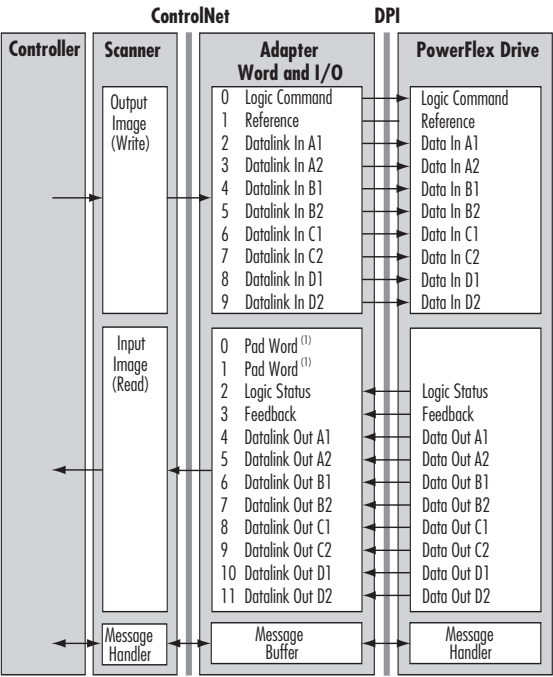 ControlNet DPI
Controller Scanner Adapter Word and I/O PowerFlex Drive
Output Image (Write)
0 Logic Command Logic Command
1 Reference Reference
2 Datalink In A1 Data In A1
3 Datalink In A2 Data In A2
4 Datalink In B1 Data In B1
5 Datalink In B2 Data In B2
6 Datalink In C1 Data In C1
7 Datalink In C2 Data In C2
8 Datalink In D1 Data In D1
9 Datalink In D2 Data In D2
Input Image (Read)
0 Pad Word (1)
1 Pad Word (1)
2 Logic Status Logic Status
3 Feedback Feedback
4 Datalink Out A1 Data Out A1
5 Datalink Out A2 Data Out A2
6 Datalink Out B1 Data Out B1
7 Datalink Out B2 Data Out B2
8 Datalink Out C1 Data Out C1
9 Datalink Out C2 Data Out C2
10 Datalink Out D1 Data Out D1
11 Datalink Out D2 Data Out D2
Message Handler Message Buffer Message Handler